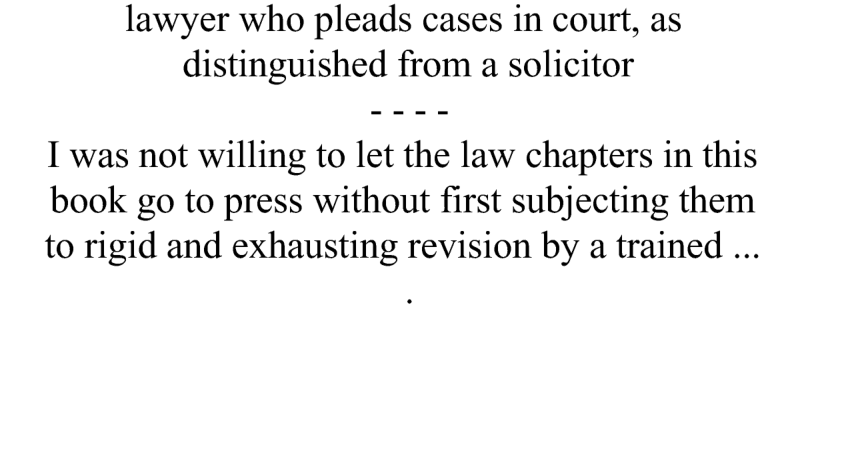 lawyer who pleads cases in court, as
distinguished from a solicitor
- - - -
I was not willing to let the law chapters in this
book go to press without first subjecting them
to rigid and exhausting revision by a trained ...
.